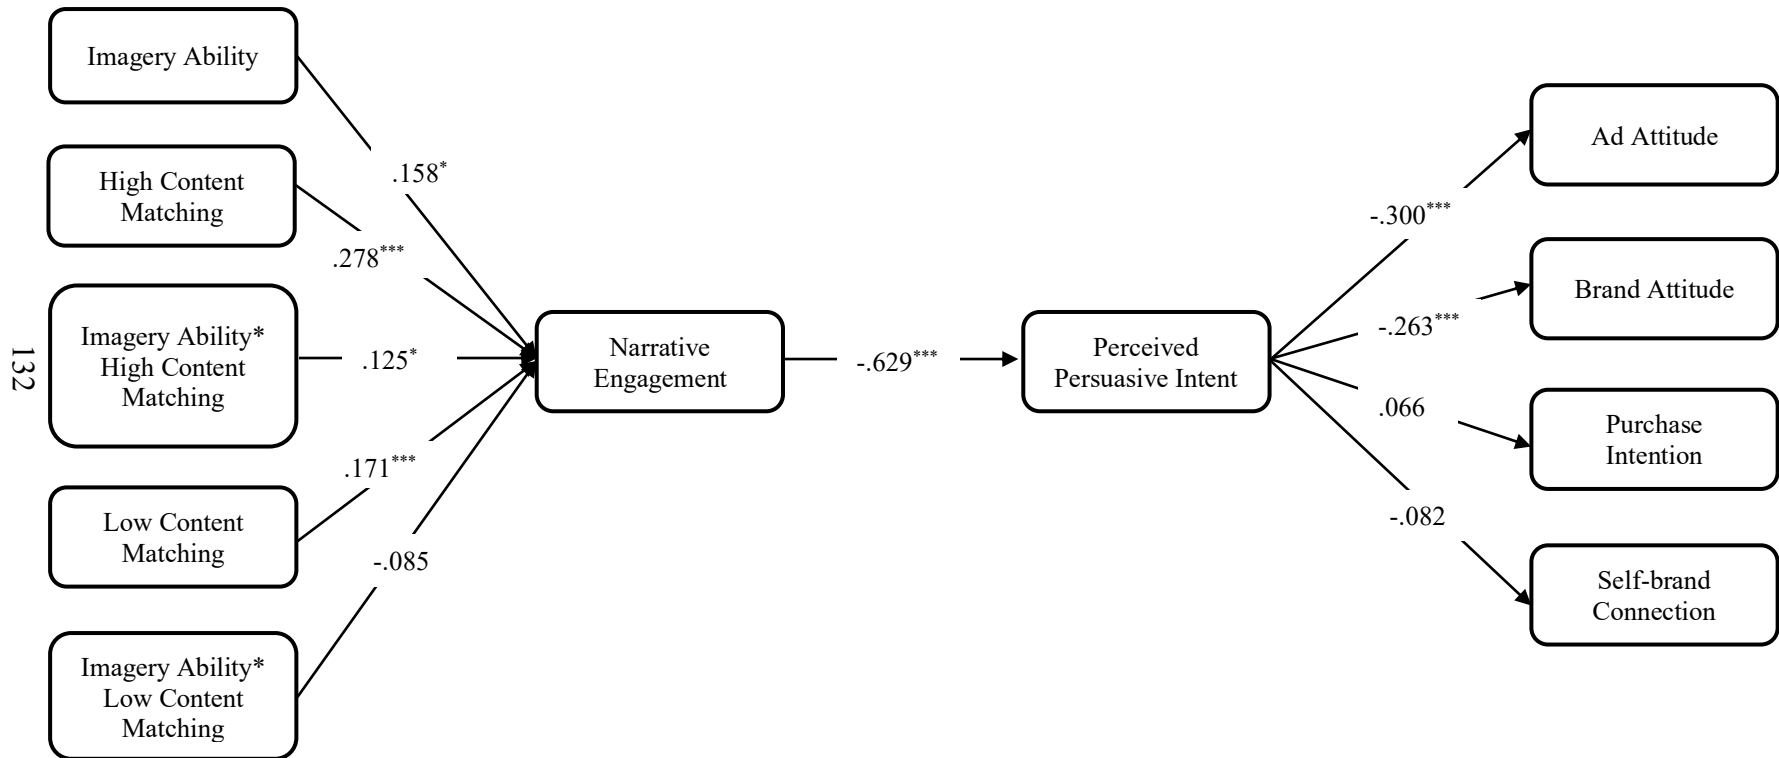 Imagery Ability
High Content
Matching
Imagery Ability*
High Content
Matching
Low Content
Matching
Imagery Ability*
Low Content
Matching
.158*
.278***
.125*
.171***
-.085
Narrative
Engagement
-.629***
Perceived
Persuasive Intent
-.300***
-.263***
.066
-.082
Ad Attitude
Brand Attitude
Purchase
Intention
Self-brand
Connection
132